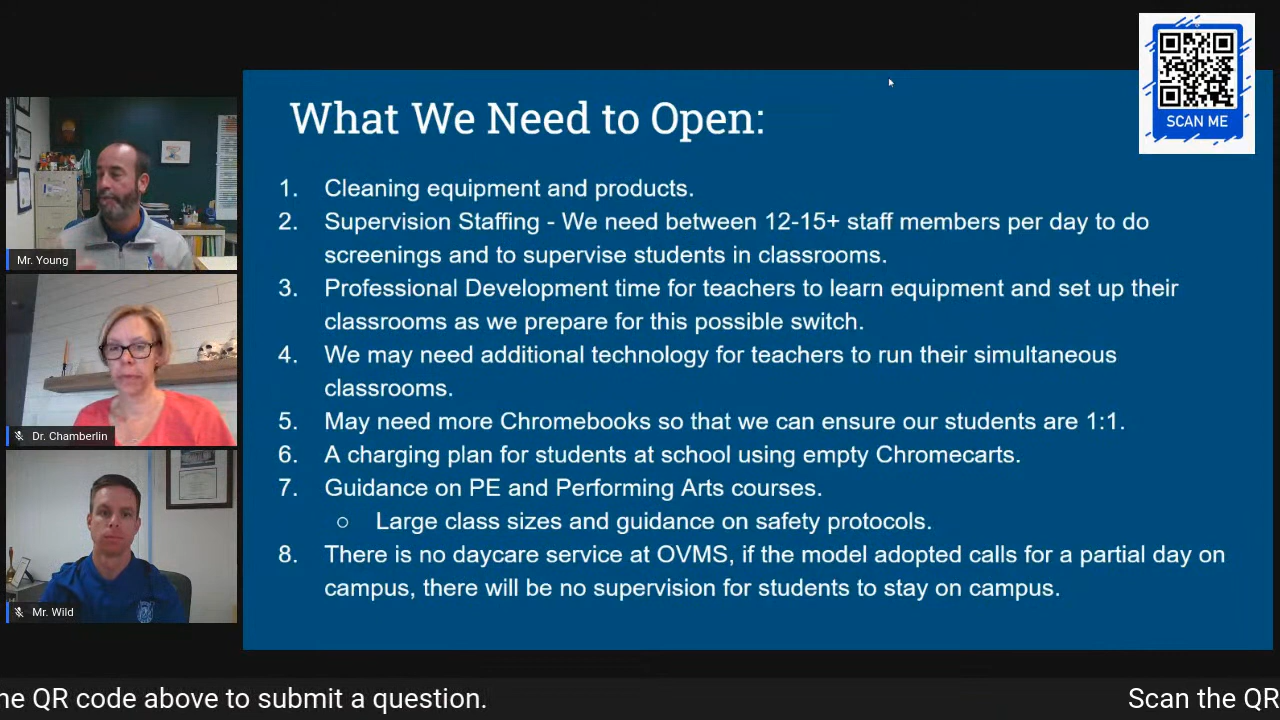 SCAN ME
What We Need to Open:
1. Cleaning equipment and products.
2. Supervision Staffing - We need between 12-15+ staff members per day to do
screenings and to supervise students in classrooms.
3. Professional Development time for teachers to learn equipment and set up their
classrooms as we prepare for this possible switch.
4. We may need additional technology for teachers to run their simultaneous
classrooms.
5. May need more Chromebooks so that we can ensure our students are 1:1.
6. A charging plan for students at school using empty Chromecarts.
7. Guidance on PE and Performing Arts courses.
○ Large class sizes and guidance on safety protocols.
8. There is no daycare service at OVMS, if the model adopted calls for a partial day on
campus, there will be no supervision for students to stay on campus.
Mr. Young
Dr. Chamberlin
Mr. Wild
he QR code above to submit a question. Scan the QR